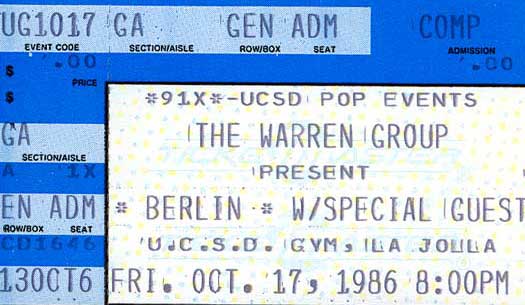 UG1017 GA GEN ADM COMP
EVENT CODE SECTION/AISLE ROW/BOX SEAT ADMISSION
$ .00 .00
PRICE
$
*91X*-UCSD POP EVENTS
GA THE WARREN GROUP
SECTION/AISLE
PRESENT
A 1X
EN ADM * BERLIN * W/SPECIAL GUEST
ROW/BOX SEAT
CD1646 U.C.S.D. GYM, LA JOLLA
130CT6 FRI. OCT. 17, 1986 8:00PM